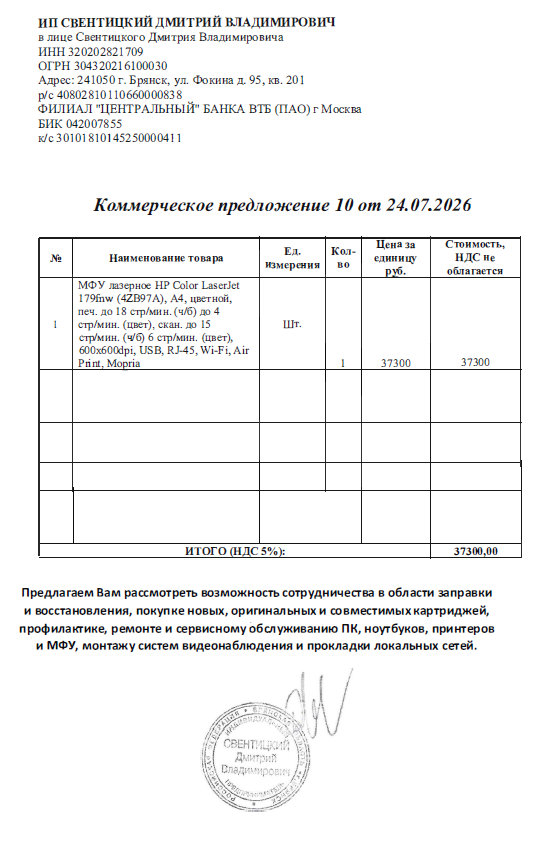 ИП СВЕНТИЦКИЙ ДМИТРИЙ ВЛАДИМИРОВИЧ
в лице Свентицкого Дмитрия Владимировича
ИНН 320202821709
ОГРН 304320216100030
Адрес: 241050 г. Брянск, ул. Фокина д. 95, кв. 201
р/с 40802810110660000838
ФИЛИАЛ "ЦЕНТРАЛЬНЫЙ" БАНКА ВТБ (ПАО) г Москва
БИК 042007855
к/с 30101810145250000411
Коммерческое предложение 10 от 24.07.2026
№ Наименование товара Ед. измерения Кол-во Цена за единицу руб. Стоимость, НДС не облагается
МФУ лазерное HP Color LaserJet
179fnw (4ZB97A), A4, цветной,
печ. до 18 стр/мин. (ч/б) до 4
1 стр/мин. (цвет), скан. до 15 Шт.
стр/мин. (ч/б) 6 стр/мин. (цвет),
600x600dpi, USB, RJ-45, Wi-Fi, Air
Print, Mopria 1 37300 37300
ИТОГО (НДС 5%): 37300,00
Предлагаем Вам рассмотреть возможность сотрудничества в области заправки
и восстановления, покупке новых, оригинальных и совместимых картриджей,
профилактике, ремонте и сервисному обслуживанию ПК, ноутбуков, принтеров
и МФУ, монтажу систем видеонаблюдения и прокладки локальных сетей.
СВЕНТИЦКИЙ
Дмитрий
Владимирович